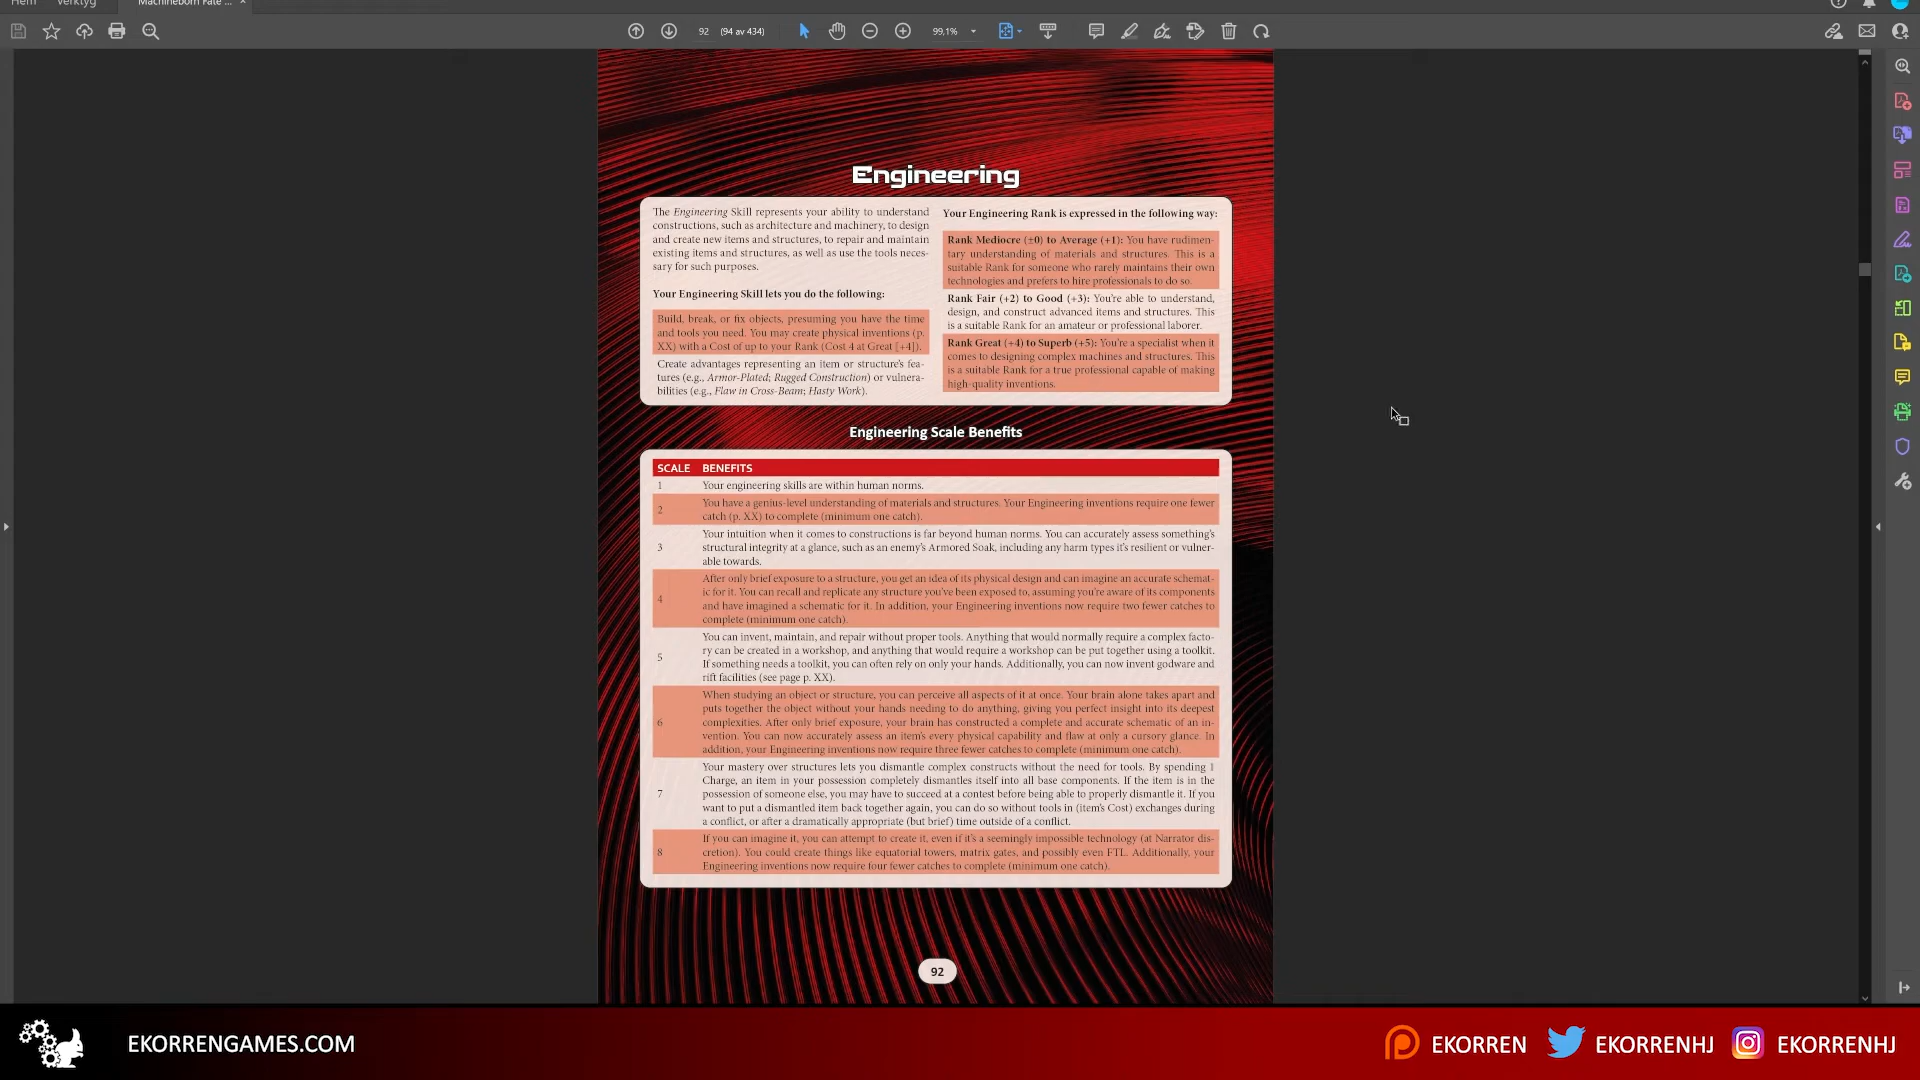 Hem
Verktyg
Machineborn Fate ...
92 (94 av 434)
99,1%
Engineering
The Engineering Skill represents your ability to understand
constructions, such as architecture and machinery, to design
and create new items and structures, to repair and maintain
existing items and structures, as well as use the tools neces-
sary for such purposes.
Your Engineering Skill lets you do the following:
Build, break, or fix objects, presuming you have the time
and tools you need. You may create physical inventions (p.
XX) with a Cost of up to your Rank (Cost 4 at Great [+4]).
Create advantages representing an item or structure's fea-
tures (e.g., Armor-Plated; Rugged Construction) or vulnera-
bilities (e.g., Flaw in Cross-Beam; Hasty Work).
Your Engineering Rank is expressed in the following way:
Rank Mediocre (±0) to Average (+1): You have rudimen-
tary understanding of materials and structures. This is a
suitable Rank for someone who rarely maintains their own
technologies and prefers to hire professionals to do so.
Rank Fair (+2) to Good (+3): You're able to understand,
design, and construct advanced items and structures. This
is a suitable Rank for an amateur or professional laborer.
Rank Great (+4) to Superb (+5): You're a specialist when it
comes to designing complex machines and structures. This
is a suitable Rank for a true professional capable of making
high-quality inventions.
Engineering Scale Benefits
SCALE BENEFITS
1 Your engineering skills are within human norms.
2 You have a genius-level understanding of materials and structures. Your Engineering inventions require one fewer
catch (p. XX) to complete (minimum one catch).
3 Your intuition when it comes to constructions is far beyond human norms. You can accurately assess something's
structural integrity at a glance, such as an enemy's Armored Soak, including any harm types it's resilient or vulner-
able towards.
4 After only brief exposure to a structure, you get an idea of its physical design and can imagine an accurate schemat-
ic for it. You can recall and replicate any structure you've been exposed to, assuming you're aware of its components
and have imagined a schematic for it. In addition, your Engineering inventions now require two fewer catches to
complete (minimum one catch).
5 You can invent, maintain, and repair without proper tools. Anything that would normally require a complex facto-
ry can be created in a workshop, and anything that would require a workshop can be put together using a toolkit.
If something needs a toolkit, you can often rely on only your hands. Additionally, you can now invent godware and
rift facilities (see page p. XX).
6 When studying an object or structure, you can perceive all aspects of it at once. Your brain alone takes apart and
puts together the object without your hands needing to do anything, giving you perfect insight into its deepest
complexities. After only brief exposure, your brain has constructed a complete and accurate schematic of an in-
vention. You can now accurately assess an item's every physical capability and flaw at only a cursory glance. In
addition, your Engineering inventions now require three fewer catches to complete (minimum one catch).
7 Your mastery over structures lets you dismantle complex constructs without the need for tools. By spending 1
Charge, an item in your possession completely dismantles itself into all base components. If the item is in the
possession of someone else, you may have to succeed at a contest before being able to properly dismantle it. If you
want to put a dismantled item back together again, you can do so without tools in (item's Cost) exchanges during
a conflict, or after a dramatically appropriate (but brief) time outside of a conflict.
8 If you can imagine it, you can attempt to create it, even if it's a seemingly impossible technology (at Narrator dis-
cretion). You could create things like equatorial towers, matrix gates, and possibly even FTL. Additionally, your
Engineering inventions now require four fewer catches to complete (minimum one catch).
92
EKORRENGAMES.COM
EKORREN
EKORRENHJ
EKORRENHJ